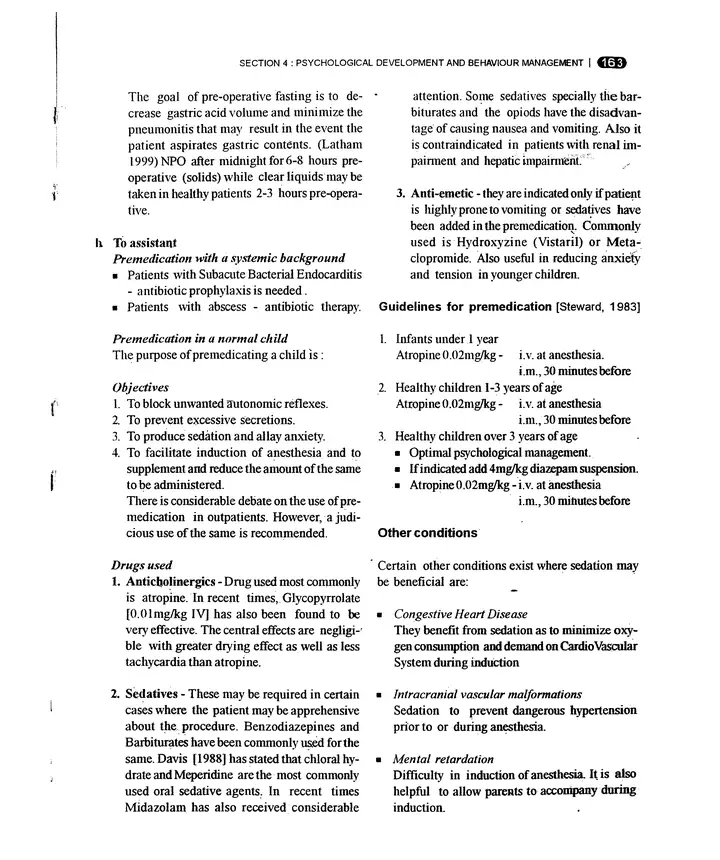 SECTION 4 : PSYCHOLOGICAL DEVELOPMENT AND BEHAVIOUR MANAGEMENT | 163
The goal of pre-operative fasting is to de-
crease gastric acid volume and minimize the
pneumonitis that may result in the event the
patient aspirates gastric contents. (Latham
1999) NPO after midnight for 6-8 hours pre-
operative (solids) while clear liquids may be
taken in healthy patients 2-3 hours pre-opera-
tive.
h. To assistant
Premedication with a systemic background
■ Patients with Subacute Bacterial Endocarditis
- antibiotic prophylaxis is needed .
■ Patients with abscess - antibiotic therapy.
Premedication in a normal child
The purpose of premedicating a child is :
Objectives
1. To block unwanted autonomic reflexes.
2. To prevent excessive secretions.
3. To produce sedation and allay anxiety.
4. To facilitate induction of anesthesia and to
supplement and reduce the amount of the same
to be administered.
There is considerable debate on the use of pre-
medication in outpatients. However, a judi-
cious use of the same is recommended.
Drugs used
1. Anticholinergics - Drug used most commonly
is atropine. In recent times, Glycopyrrolate
[0.01mg/kg IV] has also been found to be
very effective. The central effects are negligi-
ble with greater drying effect as well as less
tachycardia than atropine.
2. Sedatives - These may be required in certain
cases where the patient may be apprehensive
about the procedure. Benzodiazepines and
Barbiturates have been commonly used for the
same. Davis [1988] has stated that chloral hy-
drate and Meperidine are the most commonly
used oral sedative agents. In recent times
Midazolam has also received considerable
attention. Some sedatives specially the bar-
biturates and the opiods have the disadvan-
tage of causing nausea and vomiting. Also it
is contraindicated in patients with renal im-
pairment and hepatic impairment.
3. Anti-emetic - they are indicated only if patient
is highly prone to vomiting or sedatives have
been added in the premedication. Commonly
used is Hydroxyzine (Vistaril) or Meta-
clopromide. Also useful in reducing anxiety
and tension in younger children.
Guidelines for premedication [Steward, 1983]
1. Infants under 1 year
Atropine 0.02mg/kg - i.v. at anesthesia.
i.m., 30 minutes before
2. Healthy children 1-3 years of age
Atropine 0.02mg/kg - i.v. at anesthesia
i.m., 30 minutes before
3. Healthy children over 3 years of age
■ Optimal psychological management.
■ If indicated add 4mg/kg diazepam suspension.
■ Atropine 0.02mg/kg - i.v. at anesthesia
i.m., 30 minutes before
Other conditions
Certain other conditions exist where sedation may
be beneficial are:
■ Congestive Heart Disease
They benefit from sedation as to minimize oxy-
gen consumption and demand on CardioVascular
System during induction
■ Intracranial vascular malformations
Sedation to prevent dangerous hypertension
prior to or during anesthesia.
■ Mental retardation
Difficulty in induction of anesthesia. It is also
helpful to allow parents to accompany during
induction.